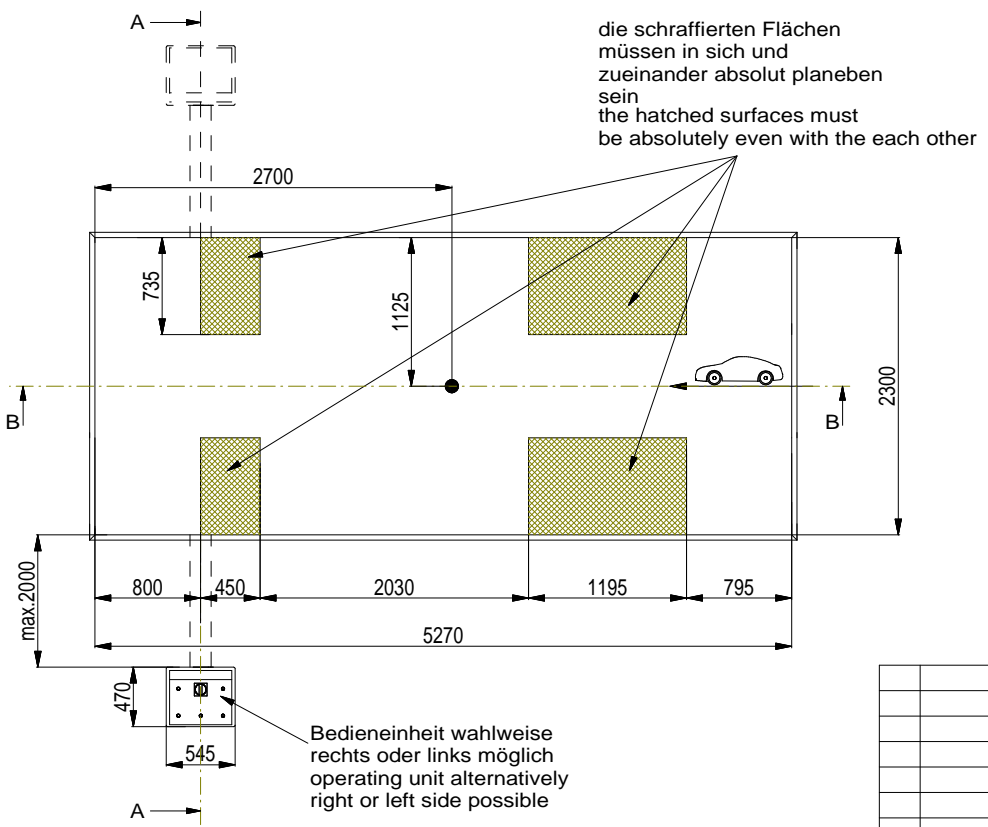 A
die schraffierten Flächen
müssen in sich und
zueinander absolut planeben
sein
the hatched surfaces must
be absolutely even with the each other
2700
735
1125
2300
B
B
max.2000
800
450
2030
1195
795
5270
470
545
Bedieneinheit wahlweise
rechts oder links möglich
operating unit alternatively
right or left side possible
A